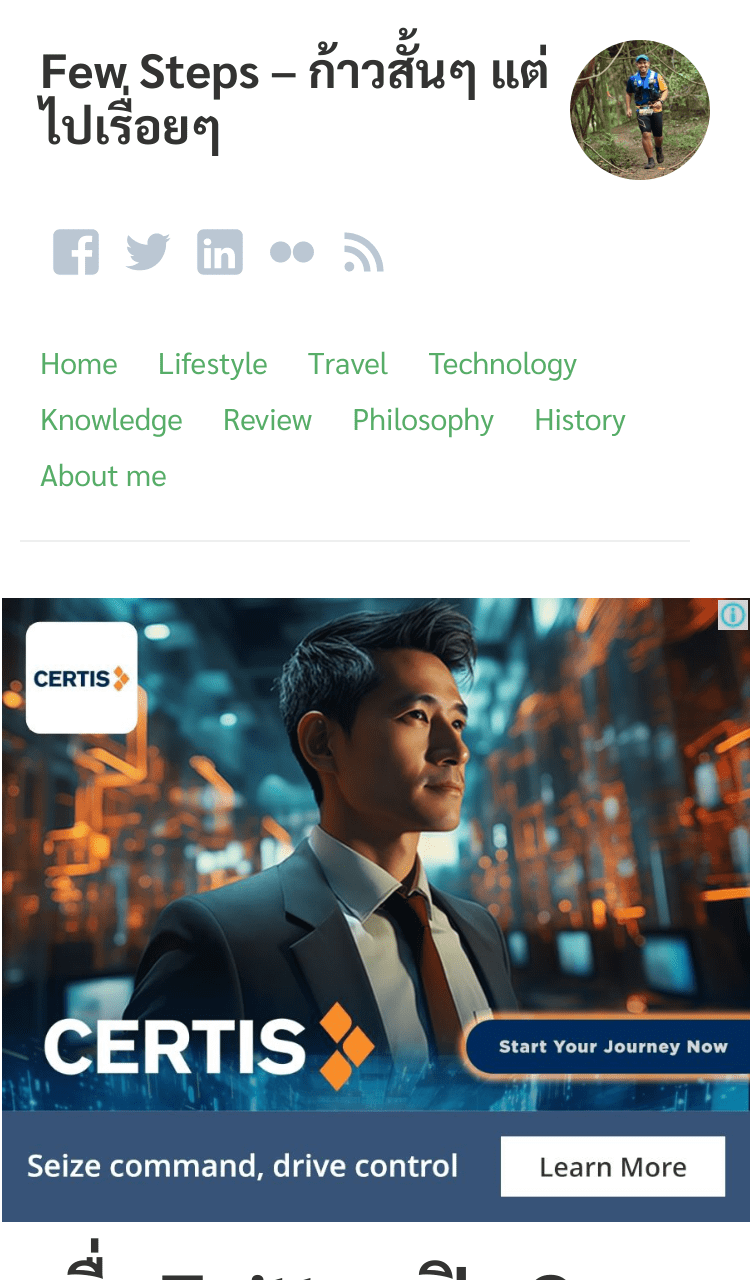 Few Steps – ก้าวสั้นๆ แต่
ไปเรื่อยๆ
Home Lifestyle Travel Technology
Knowledge Review Philosophy History
About me
CERTIS
CERTIS
Start Your Journey Now
Seize command, drive control
Learn More